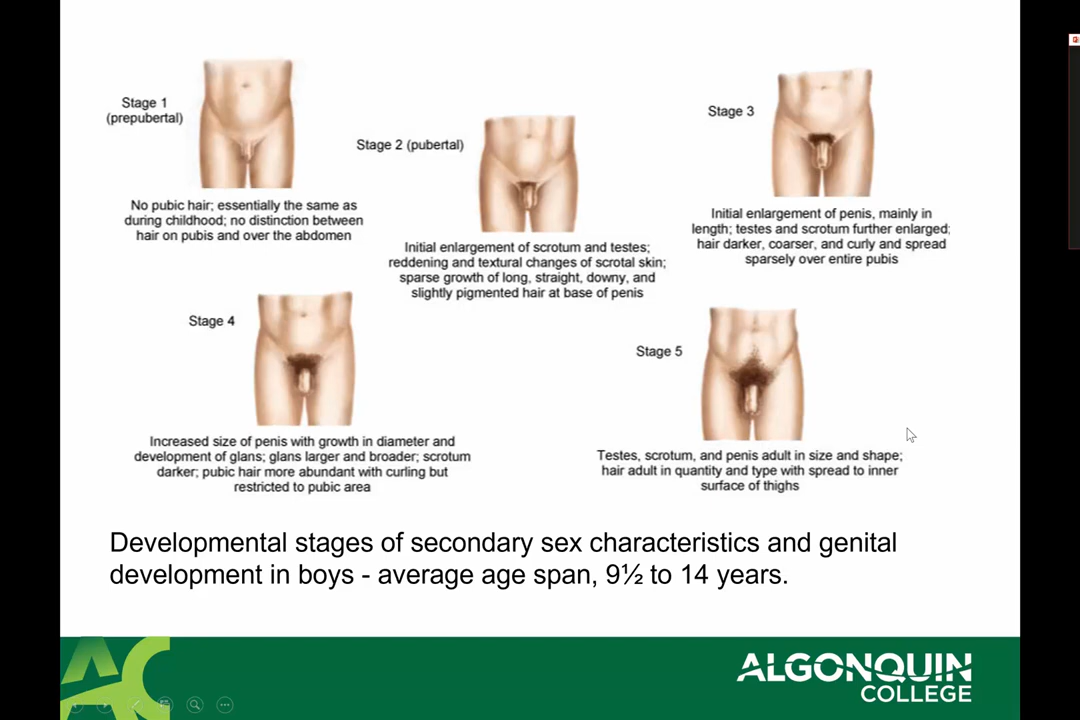 Stage 1
(prepubertal)
No pubic hair; essentially the same as
during childhood; no distinction between
hair on pubis and over the abdomen
Stage 2 (pubertal)
Initial enlargement of scrotum and testes;
reddening and textural changes of scrotal skin;
sparse growth of long, straight, downy, and
slightly pigmented hair at base of penis
Stage 3
Initial enlargement of penis, mainly in
length; testes and scrotum further enlarged;
hair darker, coarser, and curly and spread
sparsely over entire pubis
Stage 4
Increased size of penis with growth in diameter and
development of glans; glans larger and broader; scrotum
darker; pubic hair more abundant with curling but
restricted to pubic area
Stage 5
Testes, scrotum, and penis adult in size and shape;
hair adult in quantity and type with spread to inner
surface of thighs
Developmental stages of secondary sex characteristics and genital
development in boys - average age span, 9½ to 14 years.
AC
ALGONQUIN
COLLEGE